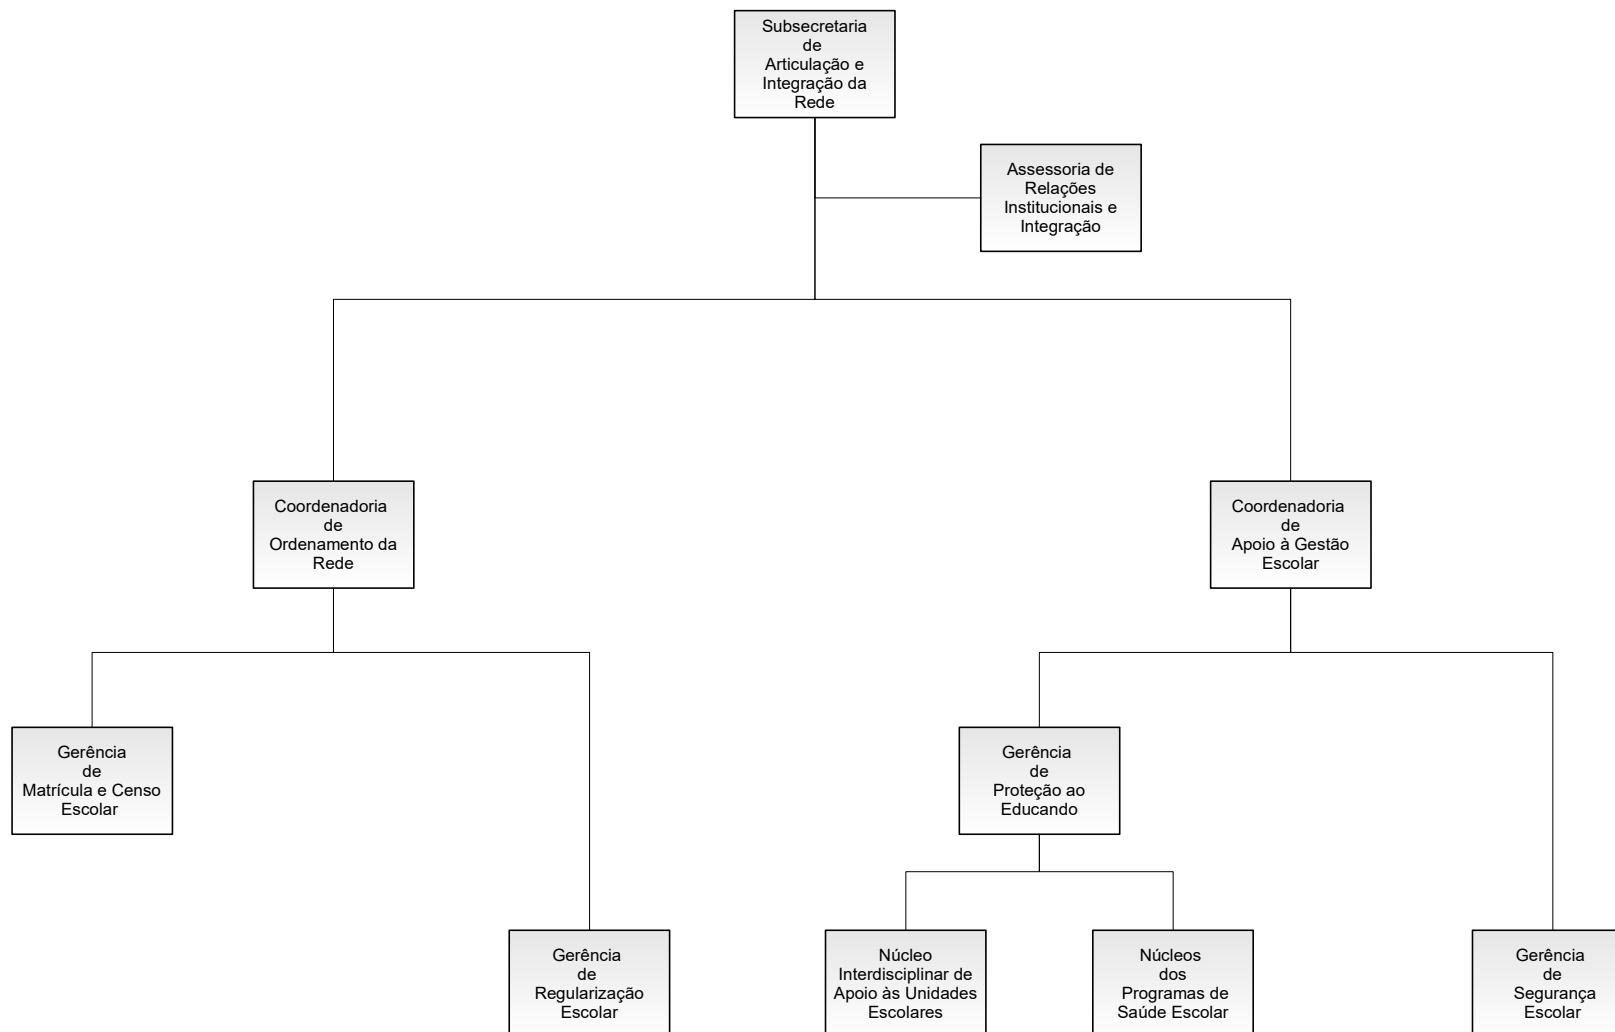 Subsecretaria
de
Articulação e
Integração da
Rede
Assessoria de
Relações
Institucionais e
Integração
Coordenadoria
de
Ordenamento da
Rede
Coordenadoria
de
Apoio à Gestão
Escolar
Gerência
de
Matrícula e Censo
Escolar
Gerência
de
Proteção ao
Educando
Gerência
de
Regularização
Escolar
Núcleo
Interdisciplinar de
Apoio às Unidades
Escolares
Núcleos
dos
Programas de
Saúde Escolar
Gerência
de
Segurança
Escolar